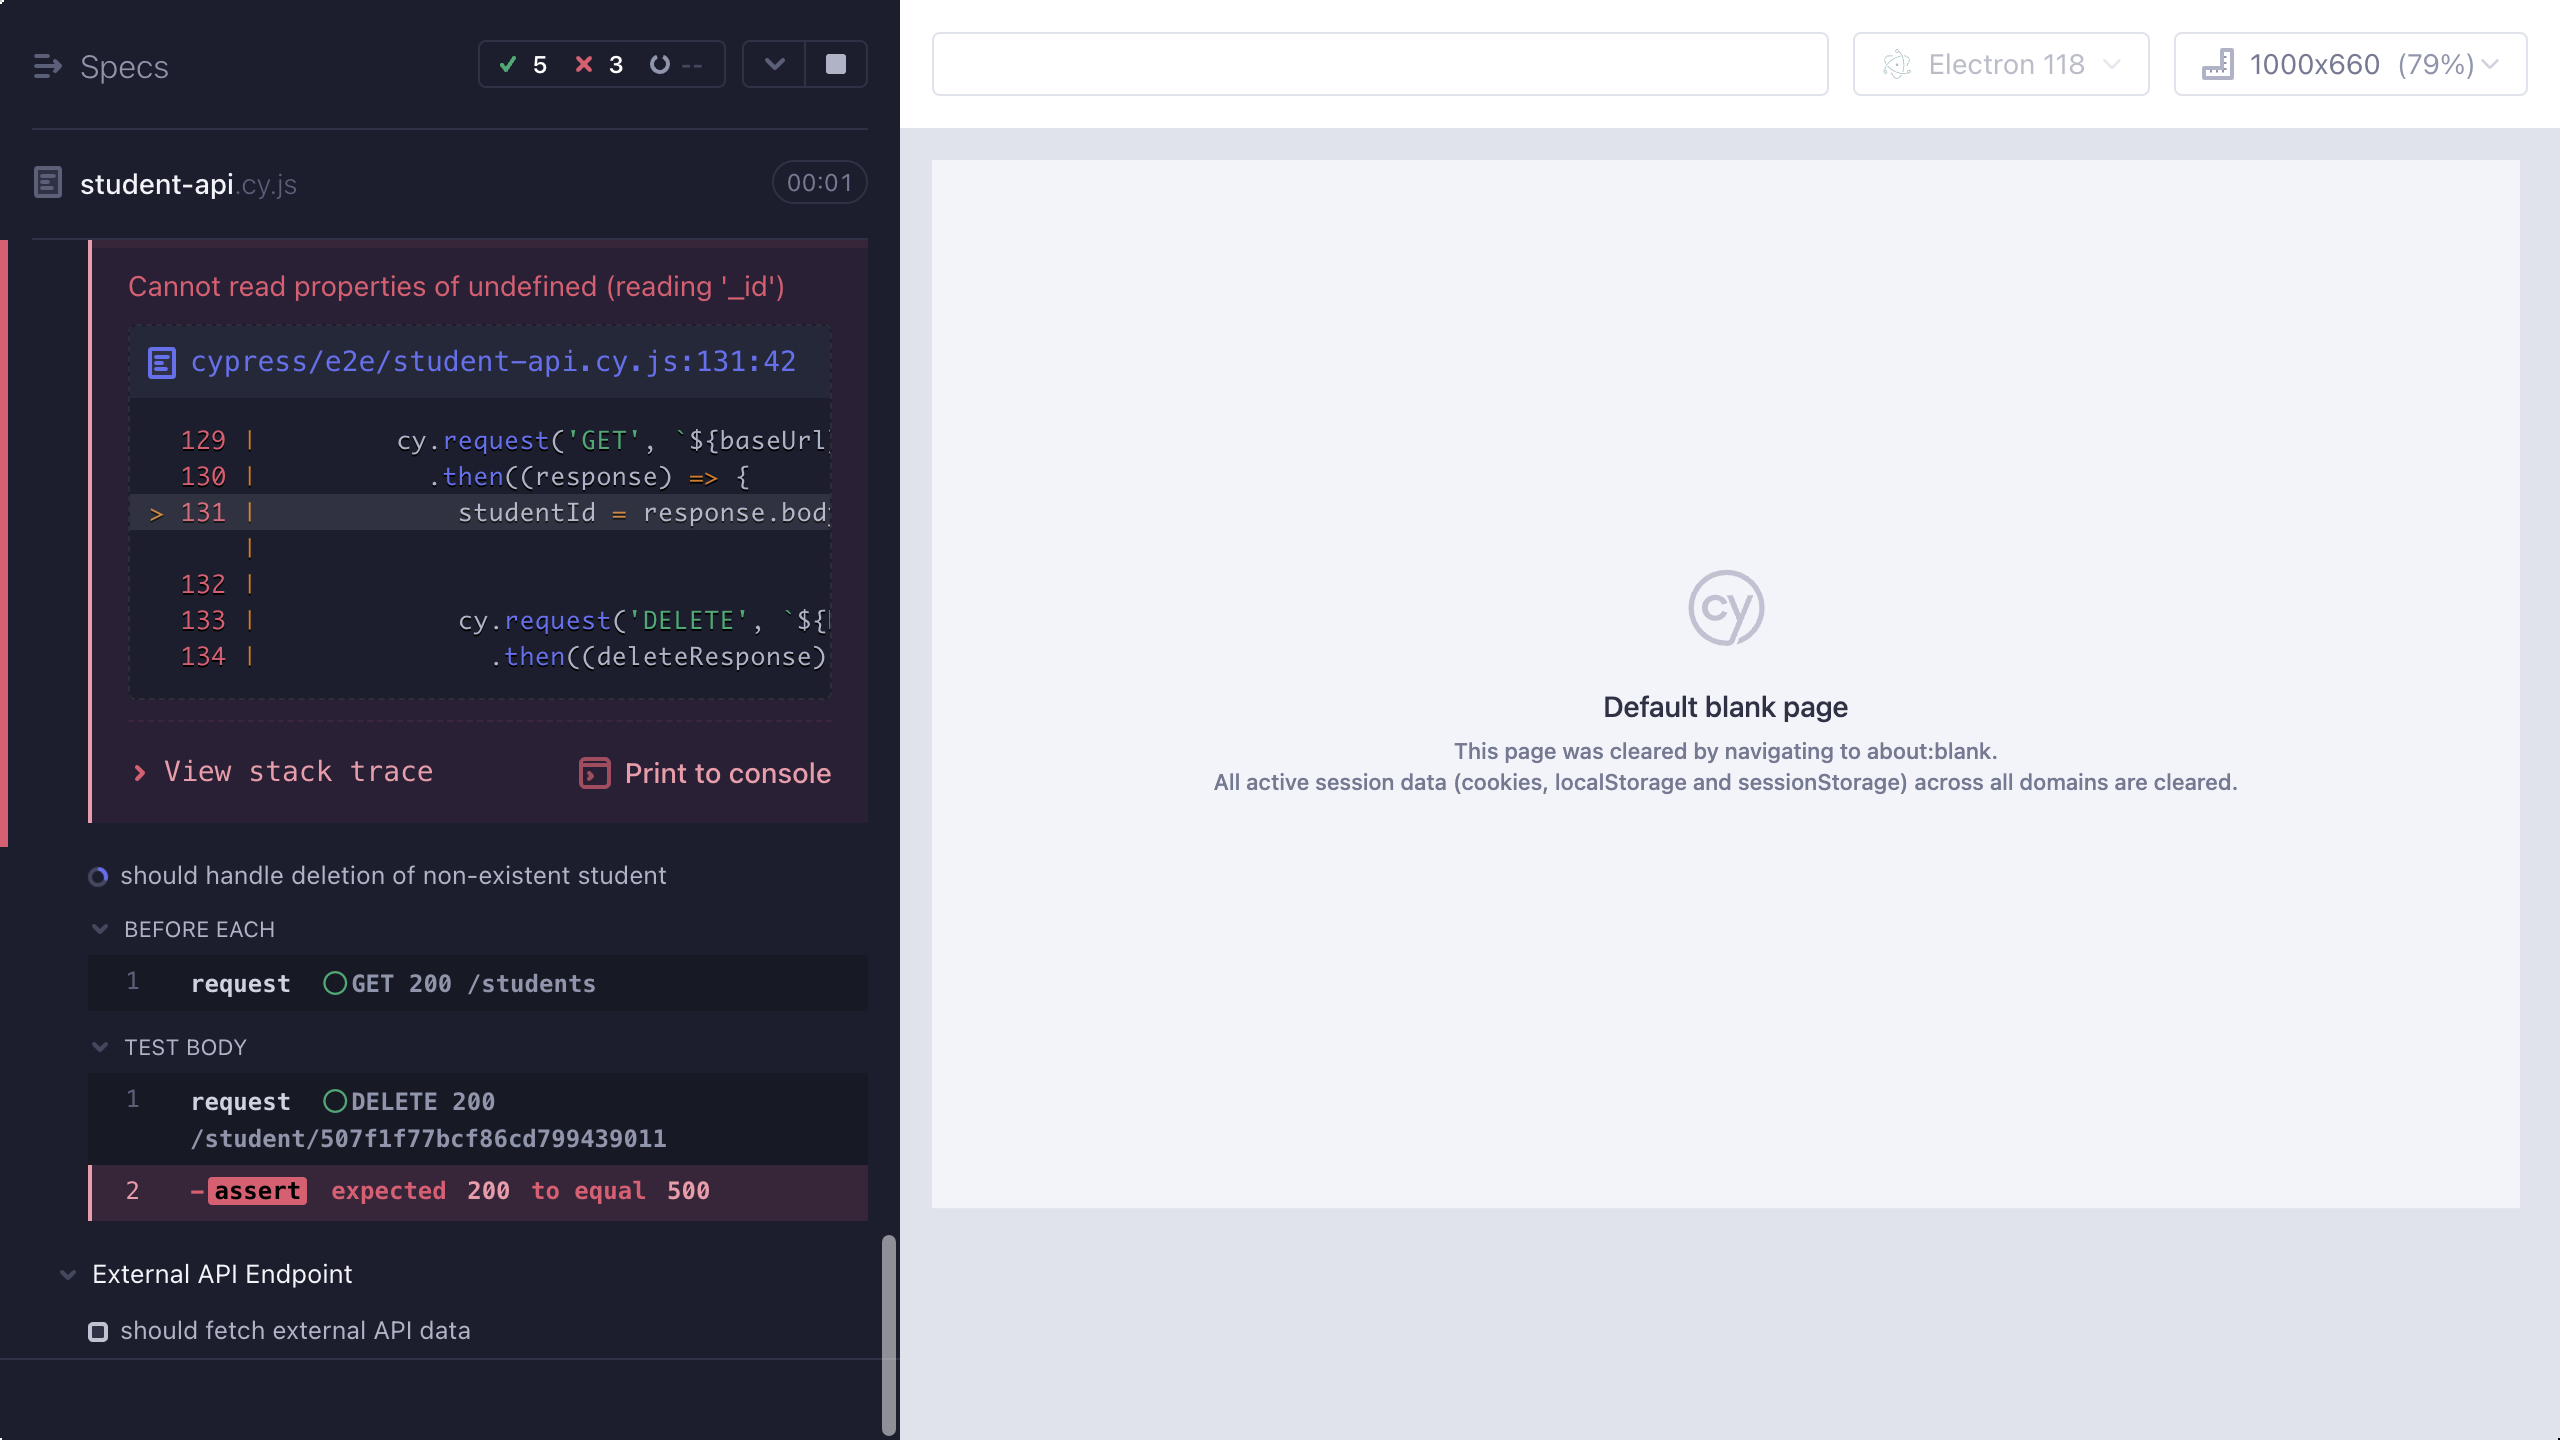 Specs
5 3 --
student-api.cy.js
00:01
Cannot read properties of undefined (reading '_id')
cypress/e2e/student-api.cy.js:131:42
129 | cy.request('GET', `${baseUrl}
130 | .then((response) => {
> 131 | studentId = response.body
|
132 |
133 | cy.request('DELETE', `${
134 | .then((deleteResponse)
View stack trace
Print to console
should handle deletion of non-existent student
BEFORE EACH
1 request GET 200 /students
TEST BODY
1 request DELETE 200
/student/507f1f77bcf86cd799439011
2 -assert expected 200 to equal 500
External API Endpoint
should fetch external API data
Electron 118
1000x660 (79%)
cy
Default blank page
This page was cleared by navigating to about:blank.
All active session data (cookies, localStorage and sessionStorage) across all domains are cleared.